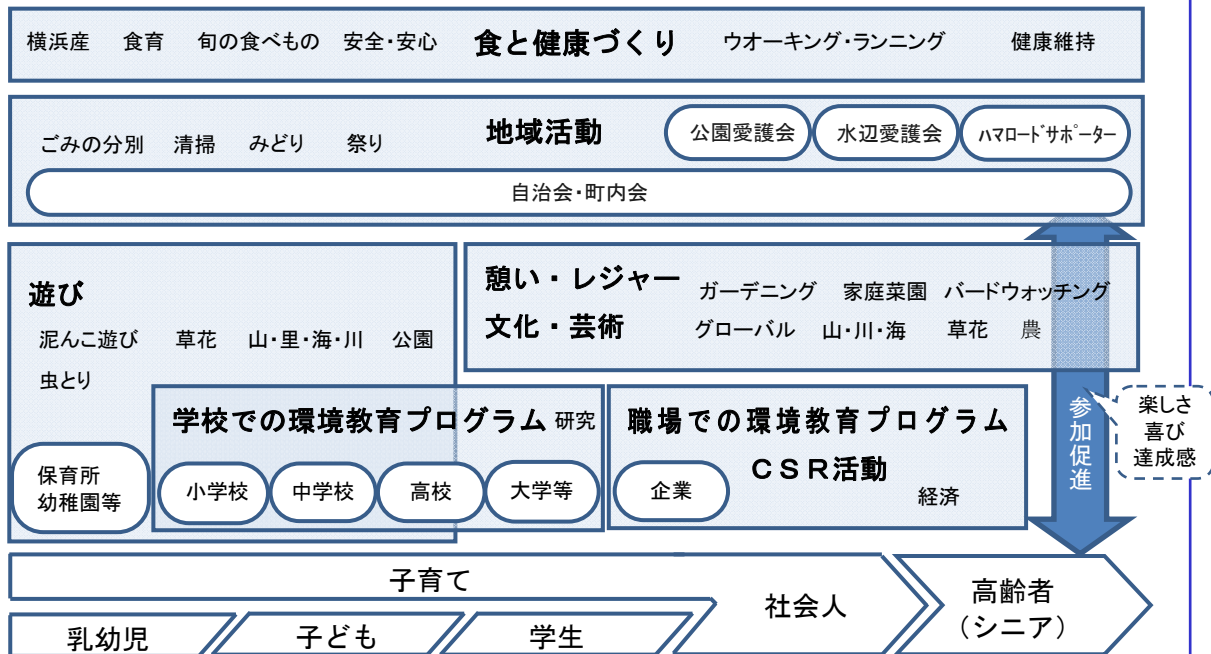 横浜産 食育 旬の食べもの 安全・安心 食と健康づくり ウオーキング・ランニング 健康維持
ごみの分別 清掃 みどり 祭り 地域活動 公園愛護会 水辺愛護会 ハマロードサポーター
自治会・町内会
遊び
泥んこ遊び 草花 山・里・海・川 公園
虫とり
憩い・レジャー ガーデニング 家庭菜園 バードウォッチング
文化・芸術 グローバル 山・川・海 草花 農
学校での環境教育プログラム 研究
保育所
幼稚園等
小学校 中学校 高校 大学等
職場での環境教育プログラム
CSR活動
企業 経済
参加促進
楽しさ
喜び
達成感
子育て
乳幼児 子ども 学生
社会人
高齢者
(シニア)